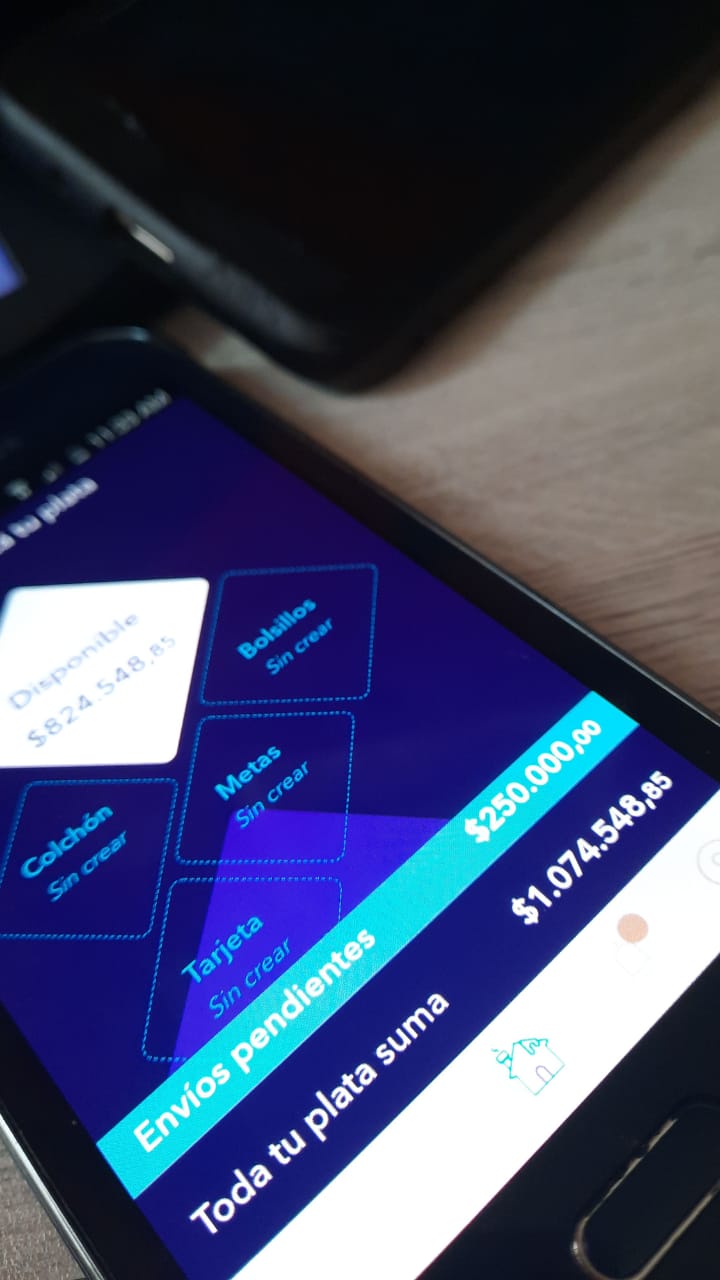 tu plata
Disponible
$824.548,85
Bolsillos
Sin crear
Colchón
Sin crear
Metas
Sin crear
Tarjeta
Sin crear
Envíos pendientes $250.000,00
Toda tu plata suma $1.074.548,85